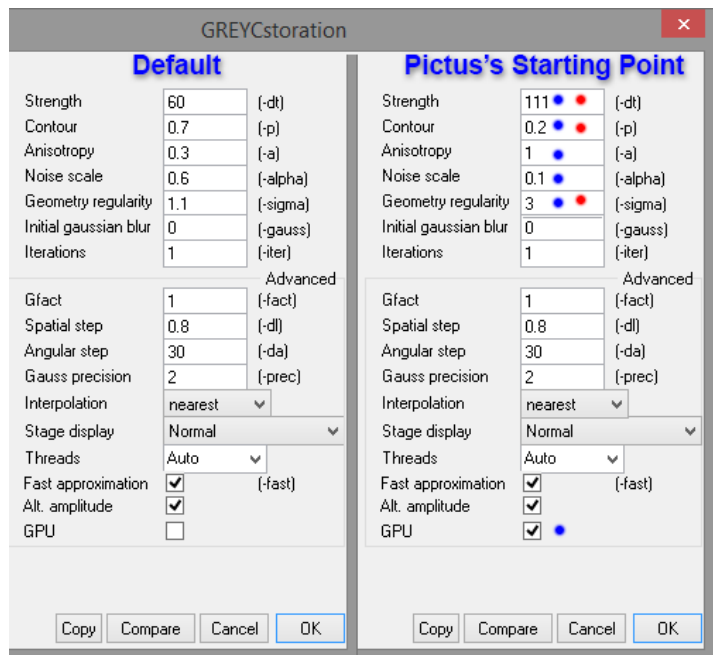 GREYCstoration
Default
Strength 60 (-dt)
Contour 0.7 (-p)
Anisotropy 0.3 (-a)
Noise scale 0.6 (-alpha)
Geometry regularity 1.1 (-sigma)
Initial gaussian blur 0 (-gauss)
Iterations 1 (-iter)
Advanced
Gfact 1 (-fact)
Spatial step 0.8 (-dl)
Angular step 30 (-da)
Gauss precision 2 (-prec)
Interpolation nearest
Stage display Normal
Threads Auto
Fast approximation (-fast)
Alt. amplitude
GPU
Copy Compare Cancel OK
Pictus's Starting Point
Strength 111 (-dt)
Contour 0.2 (-p)
Anisotropy 1 (-a)
Noise scale 0.1 (-alpha)
Geometry regularity 3 (-sigma)
Initial gaussian blur 0 (-gauss)
Iterations 1 (-iter)
Advanced
Gfact 1 (-fact)
Spatial step 0.8 (-dl)
Angular step 30 (-da)
Gauss precision 2 (-prec)
Interpolation nearest
Stage display Normal
Threads Auto
Fast approximation (-fast)
Alt. amplitude
GPU
Copy Compare Cancel OK